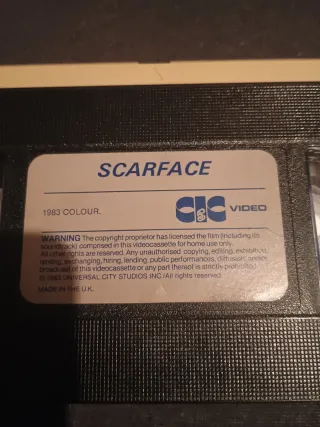 SCARFACE
1983 COLOUR.
CIC VIDEO
WARNING The copyright proprietor has licensed the film (including its
soundtrack) comprised in this videocassette for home use only.
All other rights are reserved. Any unauthorised copying, editing, exhibition,
lending, exchanging, hiring, lending, public performances, diffusion, and/or
broadcast of this videocassette or any part thereof is strictly prohibited.
© 1983 UNIVERSAL CITY STUDIOS INC/All rights reserved.
MADE IN THE U.K.